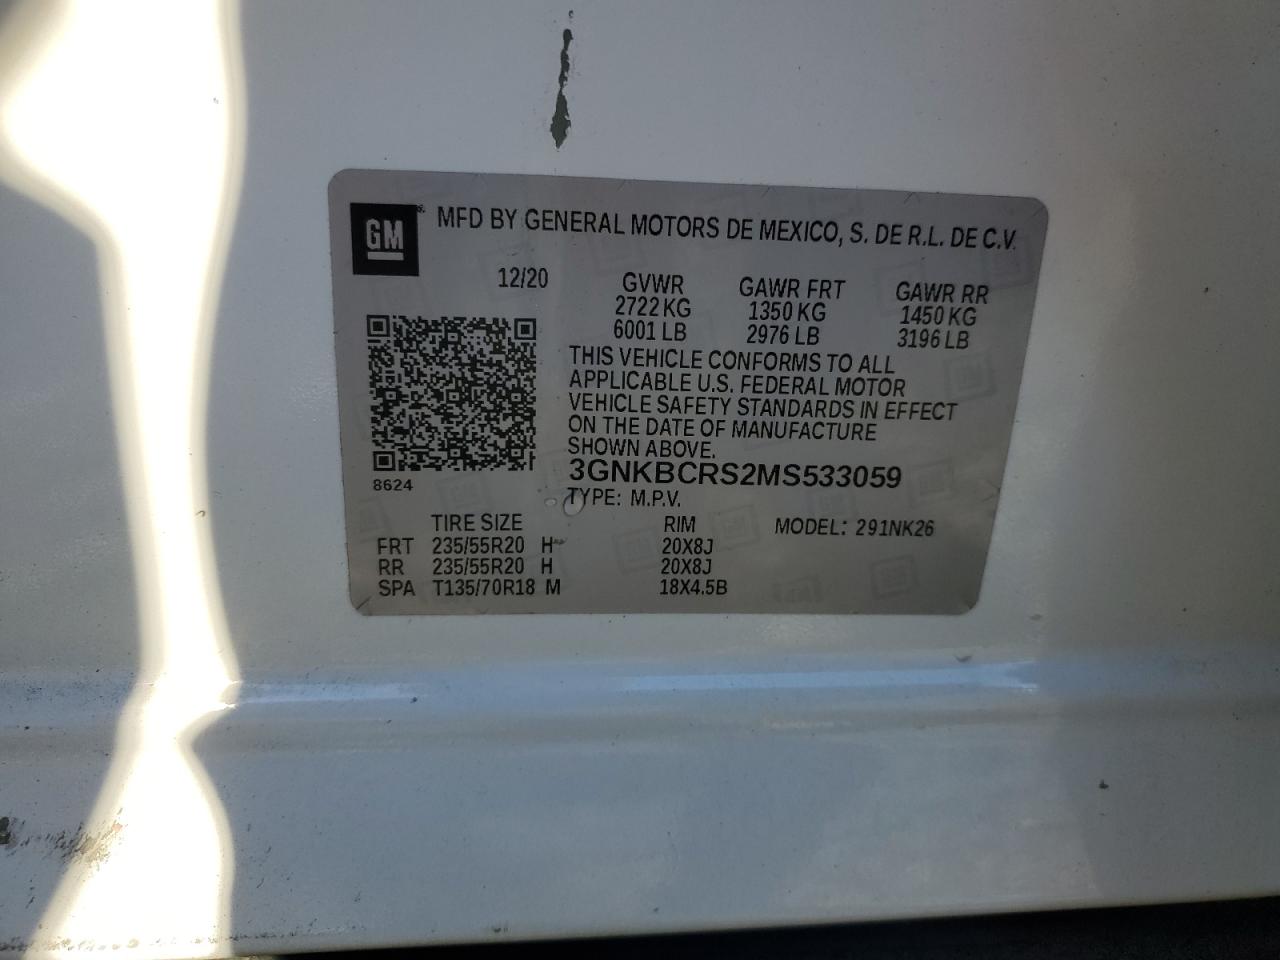 GM® MFD BY GENERAL MOTORS DE MEXICO, S. DE R.L. DE C.V.
12/20 GVWR GAWR FRT GAWR RR
2722 KG 1350 KG 1450 KG
6001 LB 2976 LB 3196 LB
THIS VEHICLE CONFORMS TO ALL
APPLICABLE U.S. FEDERAL MOTOR
VEHICLE SAFETY STANDARDS IN EFFECT
ON THE DATE OF MANUFACTURE
SHOWN ABOVE.
3GNKBCRS2MS533059
8624
TYPE: M.P.V.
TIRE SIZE RIM MODEL: 291NK26
FRT 235/55R20 H 20X8J
RR 235/55R20 H 20X8J
SPA T135/70R18 M 18X4.5B